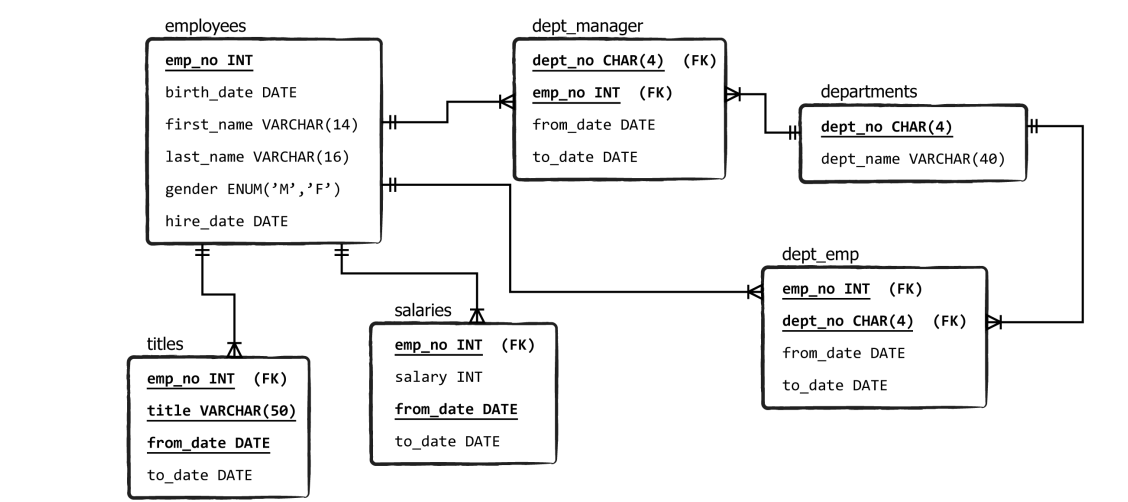 employees
emp_no INT
birth_date DATE
first_name VARCHAR(14)
last_name VARCHAR(16)
gender ENUM(’M’,’F’)
hire_date DATE
dept_manager
dept_no CHAR(4) (FK)
emp_no INT (FK)
from_date DATE
to_date DATE
departments
dept_no CHAR(4)
dept_name VARCHAR(40)
dept_emp
emp_no INT (FK)
dept_no CHAR(4) (FK)
from_date DATE
to_date DATE
salaries
emp_no INT (FK)
salary INT
from_date DATE
to_date DATE
titles
emp_no INT (FK)
title VARCHAR(50)
from_date DATE
to_date DATE